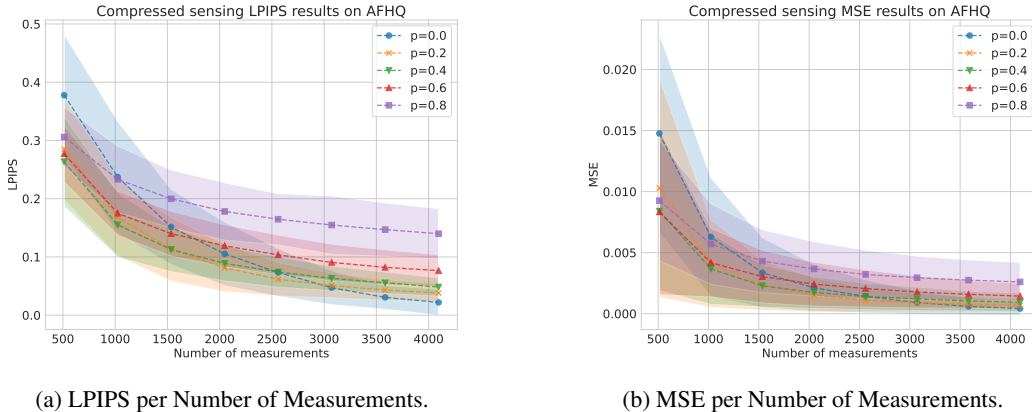 Compressed sensing LPIPS results on AFHQ
0.5
0.4
0.3
0.2
0.1
0.0
LPIPS
p=0.0
p=0.2
p=0.4
p=0.6
p=0.8
500 1000 1500 2000 2500 3000 3500 4000
Number of measurements
(a) LPIPS per Number of Measurements.
Compressed sensing MSE results on AFHQ
0.020
0.015
0.010
0.005
0.000
MSE
p=0.0
p=0.2
p=0.4
p=0.6
p=0.8
500 1000 1500 2000 2500 3000 3500 4000
Number of measurements
(b) MSE per Number of Measurements.